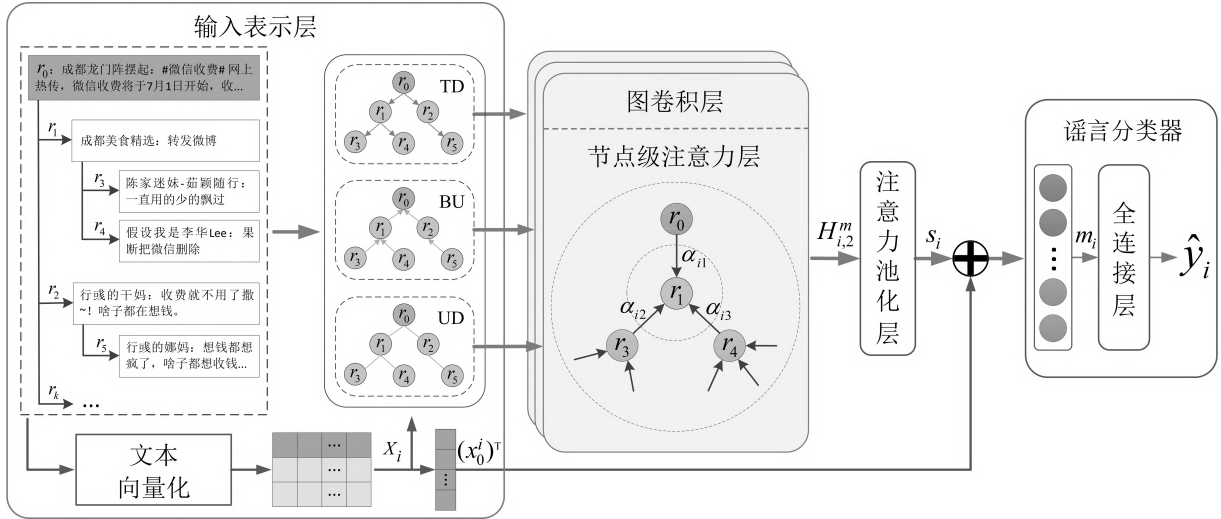 输入表示层
r0：成都龙门阵摆起：#微信收费# 网上
热传，微信收费将于7月1日开始，收...
r1
成都美食精选：转发微博
r3
陈家迷妹-茹颖随行：
一直用的少的飘过
r4
假设我是李华Lee：果
断把微信删除
r2
行彧的干妈：收费就不用了撒
~！啥子都在想钱。
r5
行彧的娜妈：想钱都想
疯了，啥子都想收钱...
rk
...
TD
r0
r1 r2
r3 r4 r5
BU
r0
r1 r2
r3 r4 r5
UD
r0
r1 r2
r3 r4 r5
文本
向量化
...
...
...
Xi
(x0^i)^T
图卷积层
节点级注意力层
r0
αi1
r1
αi2 αi3
r3 r4
H_{i,2}^m
注意力池化层
si
谣言分类器
mi
全连接层
ŷi